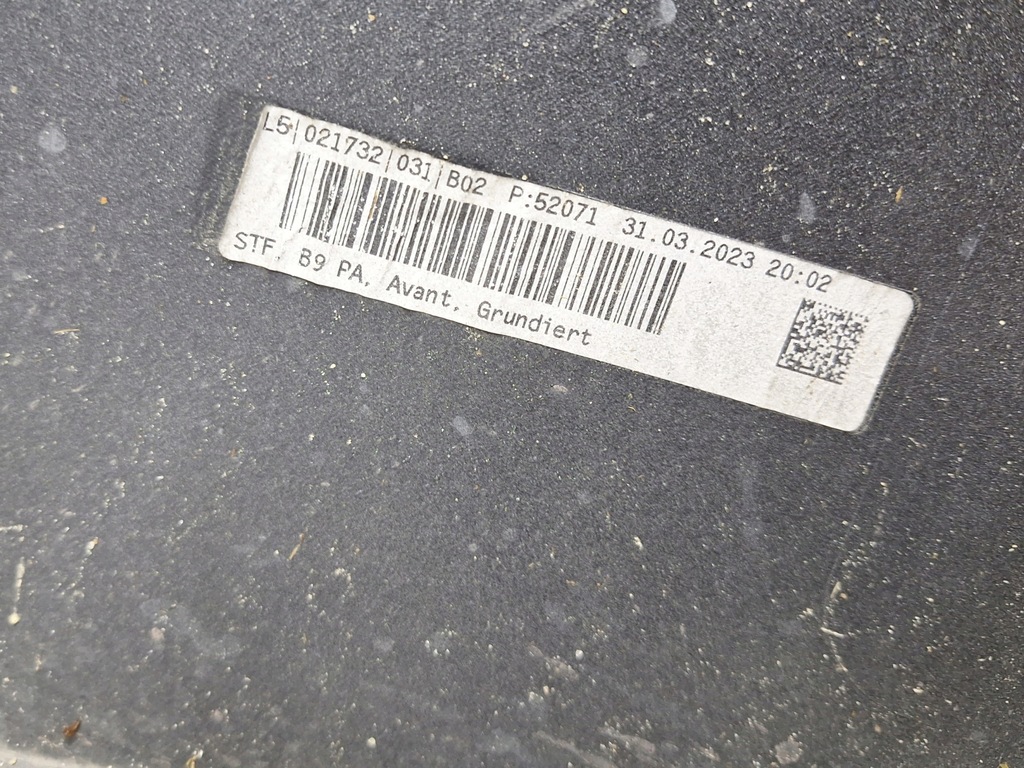 L5|021732|031|B02 P:52071 31.03.2023 20:02
STF, B9 PA, Avant, Grundiert